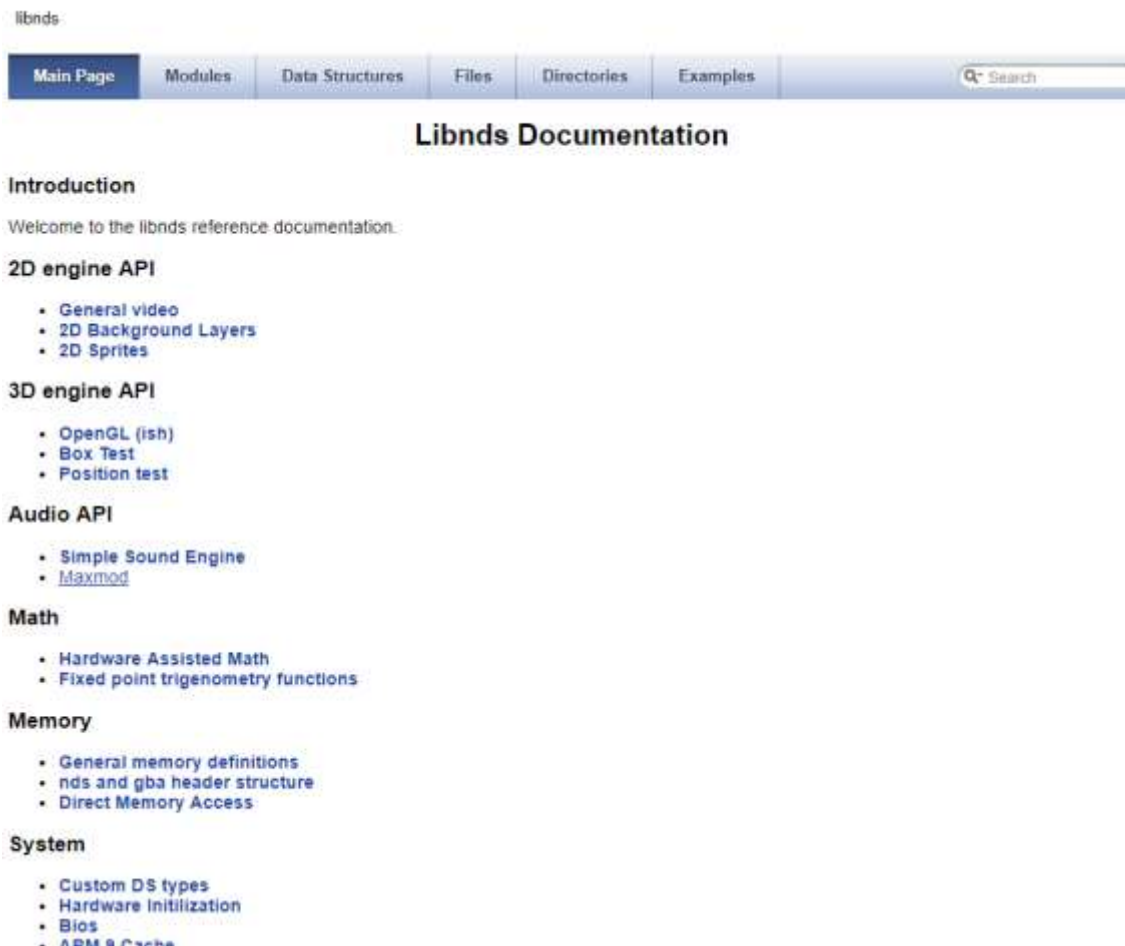 libnds
Main Page Modules Data Structures Files Directories Examples Search
Libnds Documentation
Introduction
Welcome to the libnds reference documentation.
2D engine API
General video
2D Background Layers
2D Sprites
3D engine API
OpenGL (ish)
Box Test
Position test
Audio API
Simple Sound Engine
Maxmod
Math
Hardware Assisted Math
Fixed point trigenometry functions
Memory
General memory definitions
nds and gba header structure
Direct Memory Access
System
Custom DS types
Hardware Initilization
Bios
ARM 9 Cache